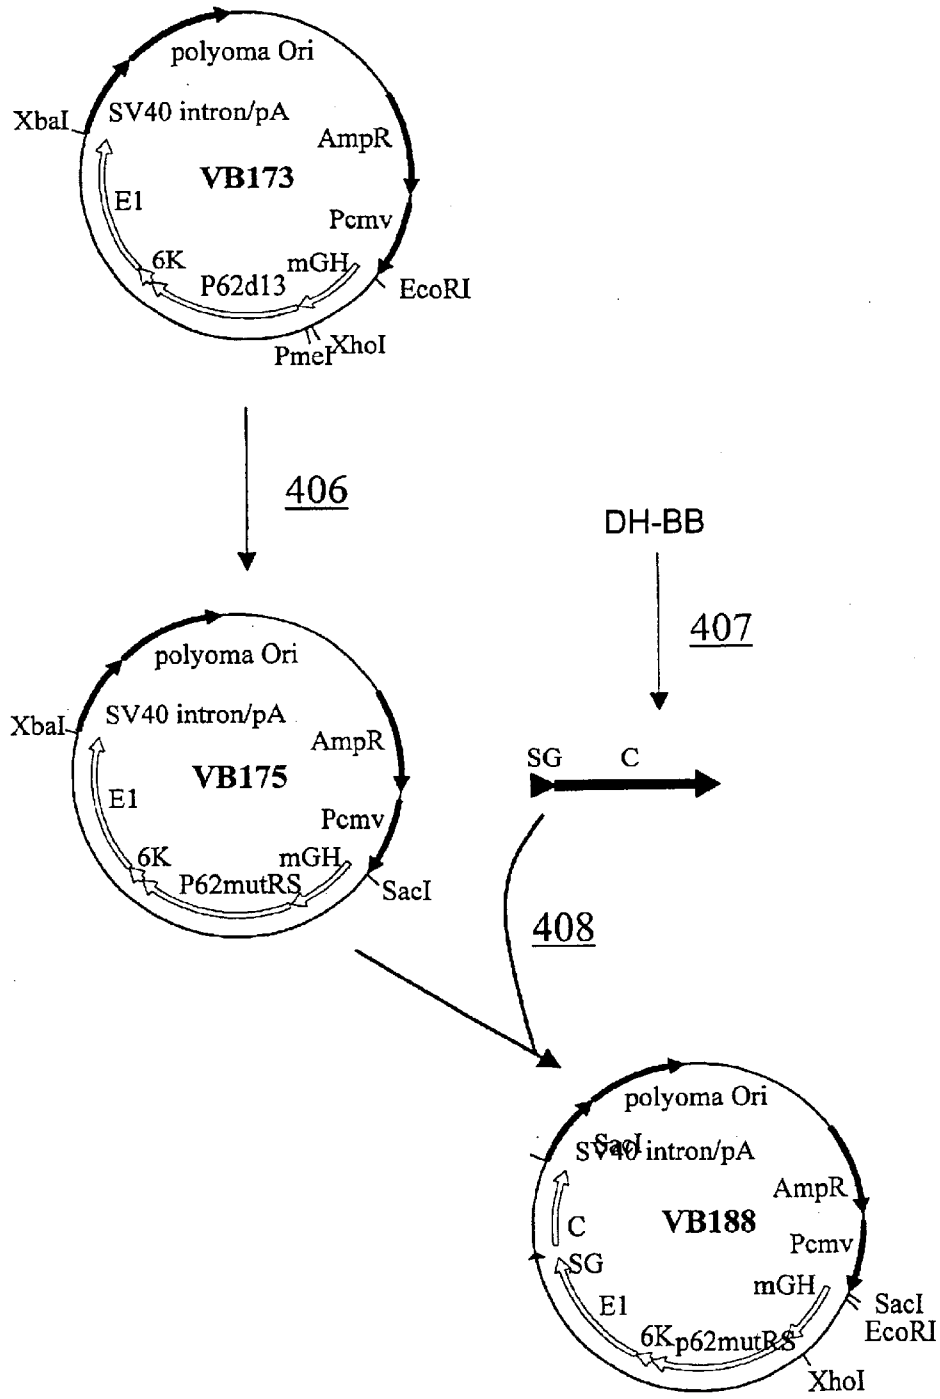 polyoma Ori
SV40 intron/pA
XbaI
AmpR
VB173
E1
Pcmv
6K
mGH
P62d13
EcoRI
PmeI
XhoI
406
DH-BB
407
polyoma Ori
SV40 intron/pA
XbaI
AmpR
SG
C
VB175
E1
Pcmv
6K
mGH
P62mutRS
SacI
408
polyoma Ori
SacI
SV40 intron/pA
AmpR
VB188
C
Pcmv
SG
mGH
E1
SacI
EcoRI
6K
p62mutRS
XhoI